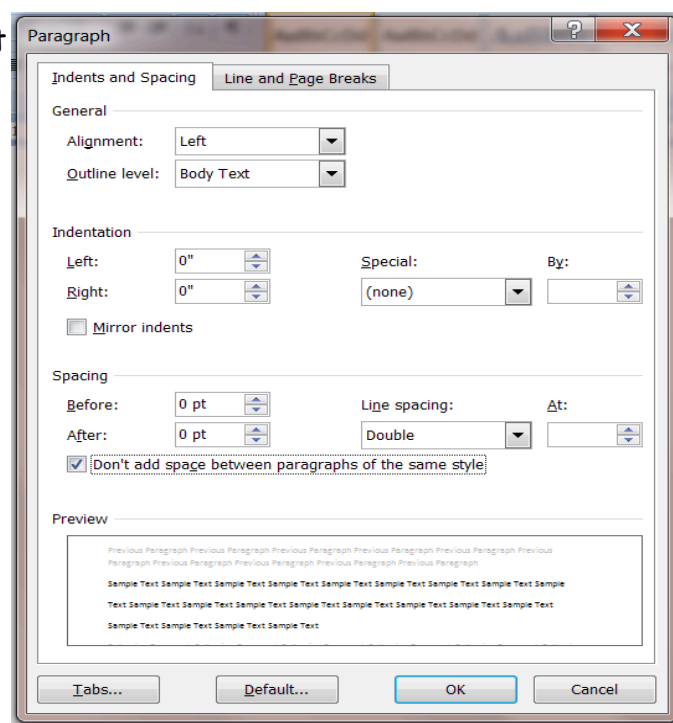 Paragraph
Indents and Spacing Line and Page Breaks
General
Alignment: Left
Outline level: Body Text
Indentation
Left: 0" Special: By:
Right: 0" (none)
Mirror indents
Spacing
Before: 0 pt Line spacing: At:
After: 0 pt Double
Don't add space between paragraphs of the same style
Preview
Previous Paragraph Previous Paragraph Previous Paragraph Previous Paragraph Previous Paragraph Previous
Paragraph Previous Paragraph Previous Paragraph Previous Paragraph Previous Paragraph
Sample Text Sample Text Sample Text Sample Text Sample Text Sample Text Sample Text Sample Text Sample
Text Sample Text Sample Text Sample Text Sample Text Sample Text Sample Text Sample Text Sample Text
Sample Text Sample Text Sample Text Sample Text
Tabs... Default... OK Cancel